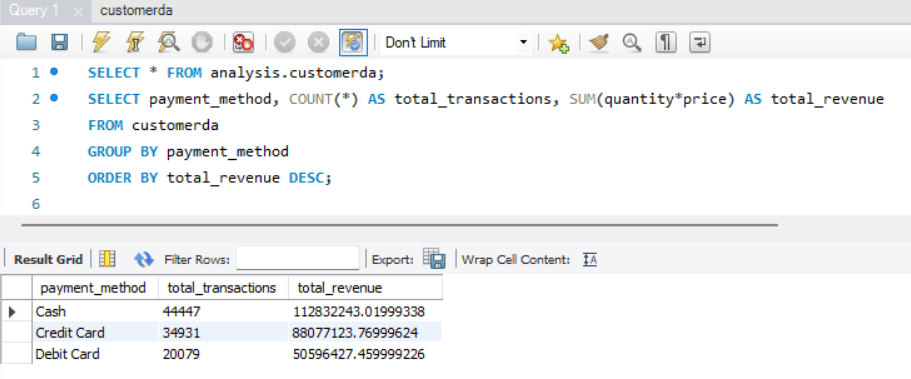 Query 1 × customerda
Don't Limit
1 SELECT * FROM analysis.customerda;
2 SELECT payment_method, COUNT(*) AS total_transactions, SUM(quantity*price) AS total_revenue
3 FROM customerda
4 GROUP BY payment_method
5 ORDER BY total_revenue DESC;
6
Result Grid Filter Rows: Export: Wrap Cell Content: IA
payment_method total_transactions total_revenue
Cash 44447 112832243.01999338
Credit Card 34931 88077123.76999624
Debit Card 20079 50596427.459999226